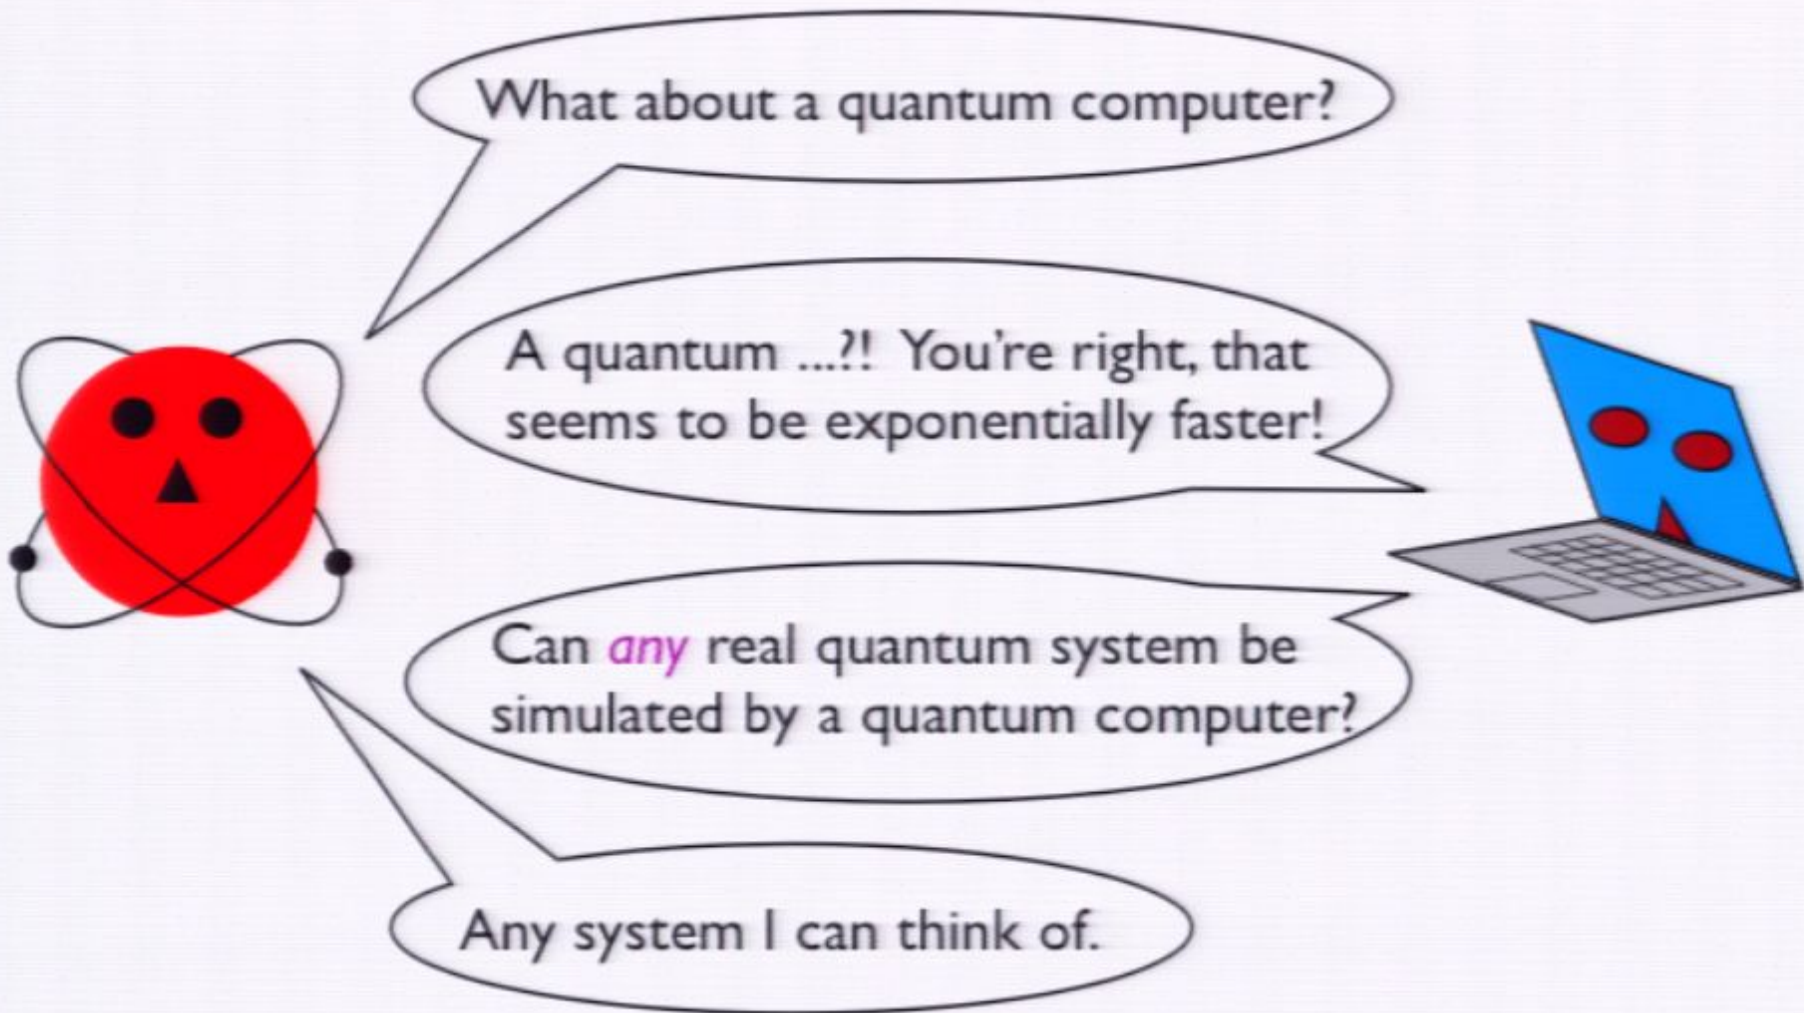 What about a quantum computer?
A quantum ...?! You're right, that
seems to be exponentially faster!
Can any real quantum system be
simulated by a quantum computer?
Any system I can think of.